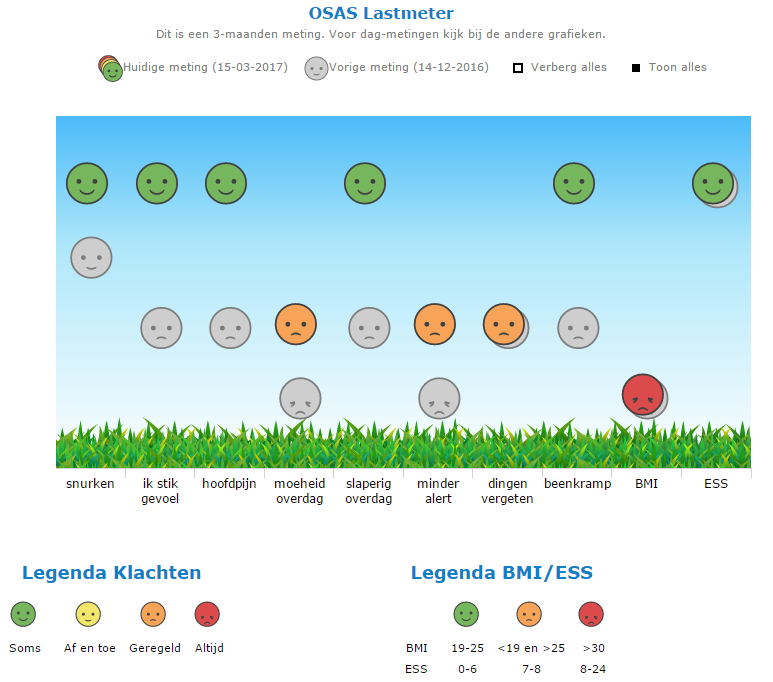 OSAS Lastmeter
Dit is een 3-maanden meting. Voor dag-metingen kijk bij de andere grafieken.
Huidige meting (15-03-2017) Vorige meting (14-12-2016) Verberg alles Toon alles
snurken ik stik hoofdpijn moeheid slaperig minder dingen beenkramp BMI ESS
gevoel overdag overdag alert vergeten
Legenda Klachten Legenda BMI/ESS
Soms Af en toe Geregeld Altijd BMI 19-25 <19 en >25 >30
ESS 0-6 7-8 8-24